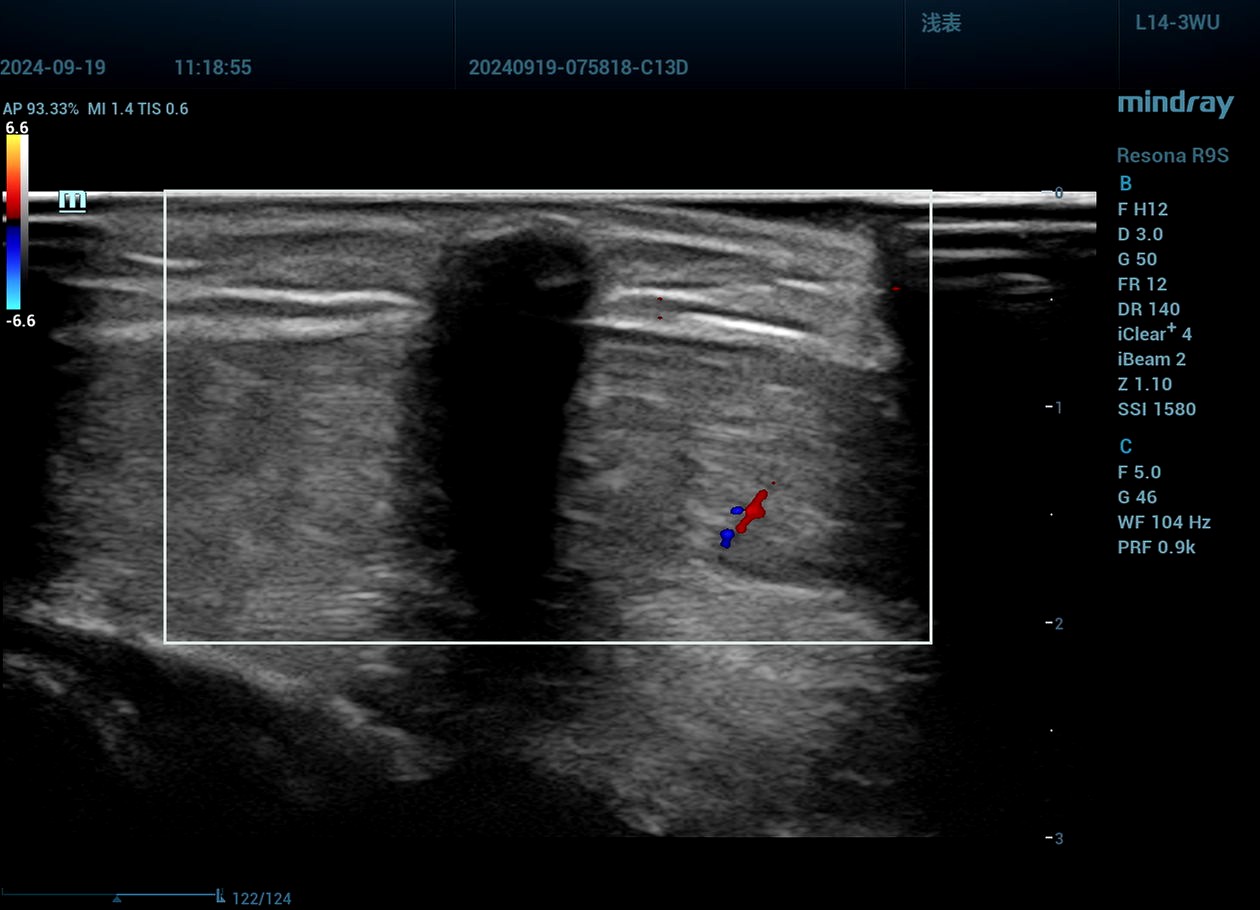 浅表
L14-3WU
2024-09-19 11:18:55 20240919-075818-C13D
mindray
AP 93.33% MI 1.4 TIS 0.6
6.6
-6.6
m
Resona R9S
B
F H12
D 3.0
G 50
FR 12
DR 140
iClear+ 4
iBeam 2
Z 1.10
SSI 1580
C
F 5.0
G 46
WF 104 Hz
PRF 0.9k
0
1
2
3
122/124